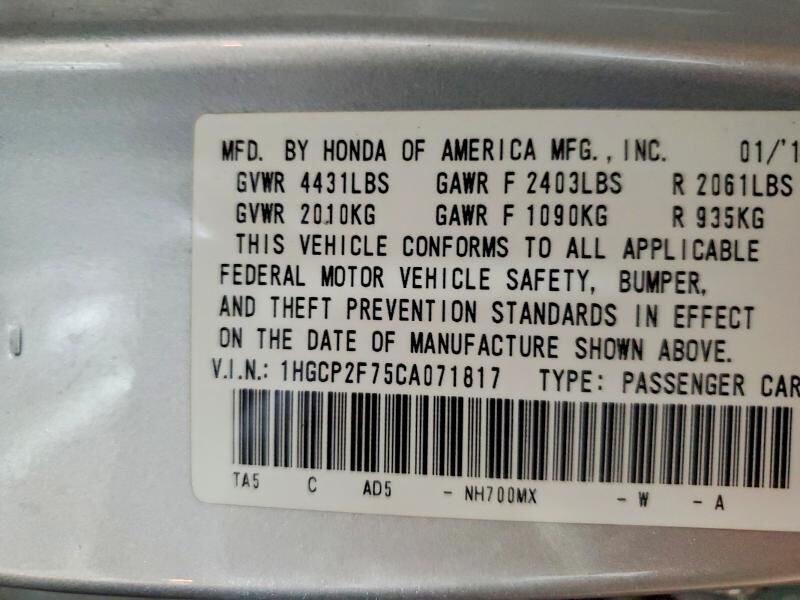 MFD. BY HONDA OF AMERICA MFG., INC. 01/'1
GVWR 4431LBS GAWR F 2403LBS R 2061LBS
GVWR 2010KG GAWR F 1090KG R 935KG
THIS VEHICLE CONFORMS TO ALL APPLICABLE
FEDERAL MOTOR VEHICLE SAFETY, BUMPER,
AND THEFT PREVENTION STANDARDS IN EFFECT
ON THE DATE OF MANUFACTURE SHOWN ABOVE.
V.I.N.: 1HGCP2F75CA071817 TYPE: PASSENGER CAR
TA5 C AD5 - NH700MX - W - A